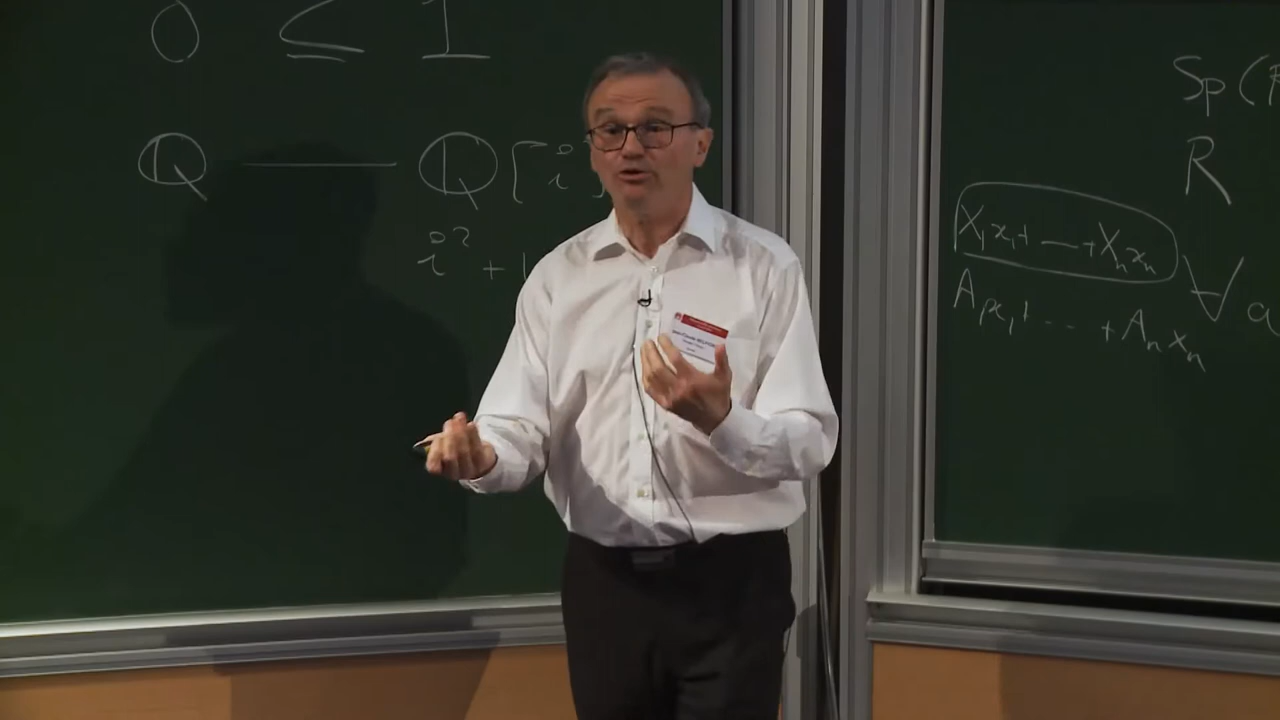 0 ≤ 1
Q — Q[i
i² + 1
Sp(
R
X₁x₁+ — +Xₙxₙ
∀ a
A₁x₁+ ... +Aₙxₙ